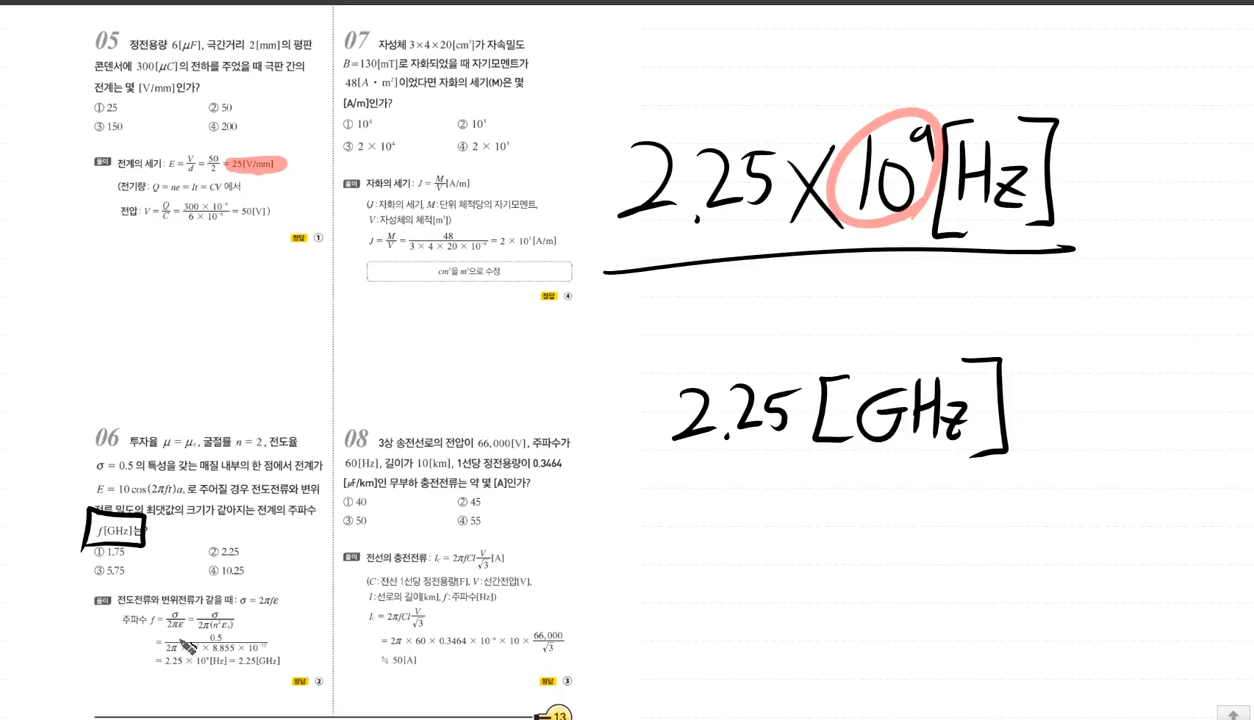 05 정전용량 6[μF], 극간거리 2[mm]의 평판
콘덴서에 300[μC]의 전하를 주었을 때 극판 간의
전계는 몇 [V/mm]인가?
① 25 ② 50
③ 150 ④ 200
풀이 전계의 세기: E = V/d = 50/2 = 25[V/mm]
(전기량: Q = ne = It = CV 에서
전압: V = Q/C = 300 × 10⁻⁶ / 6 × 10⁻⁶ = 50[V])
정답 ①
06 투자율 μ = μ₀, 굴절률 n = 2, 전도율
σ = 0.5의 특성을 갖는 매질 내부의 한 점에서 전계가
E = 10cos(2πft)aₓ로 주어질 경우 전도전류와 변위
전류 밀도의 최댓값의 크기가 같아지는 전계의 주파수
f[GHz]는?
① 1.75 ② 2.25
③ 5.75 ④ 10.25
풀이 전도전류와 변위전류가 같을 때: σ = 2πfε
주파수 f = σ/2πε = σ/2π(n²ε₀)
= 0.5 / 2π × 8.855 × 10⁻¹²
= 2.25 × 10⁹[Hz] = 2.25[GHz]
정답 ②
07 자성체 3×4×20[cm³]가 자속밀도
B=130[mT]로 자화되었을 때 자기모멘트가
48[A・m²]이었다면 자화의 세기(M)은 몇
[A/m]인가?
① 10⁴ ② 10⁵
③ 2 × 10⁴ ④ 2 × 10⁵
풀이 자화의 세기: J = M/V [A/m]
(J:자화의 세기, M:단위 체적당의 자기모멘트,
V:자성체의 체적[m³])
J = M/V = 48 / 3 × 4 × 20 × 10⁻⁶ = 2 × 10⁵[A/m]
cm³을 m³으로 수정
정답 ④
08 3상 송전선로의 전압이 66,000[V], 주파수가
60[Hz], 길이가 10[km], 1선당 정전용량이 0.3464
[μF/km]인 무부하 충전전류는 약 몇 [A]인가?
① 40 ② 45
③ 50 ④ 55
풀이 전선의 충전전류: Ic = 2πfCl V/√3 [A]
(C:전선 1선당 정전용량[F], V:선간전압[V],
l:선로의 길이[km], f:주파수[Hz])
Ic = 2πfCl V/√3
= 2π × 60 × 0.3464 × 10⁻⁶ × 10 × 66,000/√3
≒ 50[A]
정답 ③
13
2.25×10⁹[Hz]
2.25[GHz]